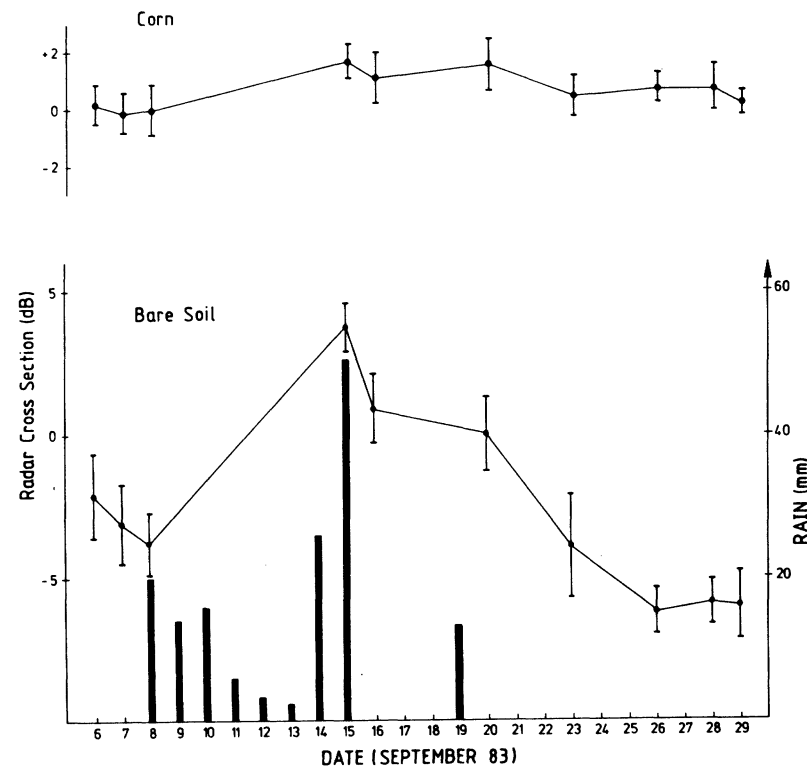 Corn
+2
0
-2
Bare Soil
Radar Cross Section (dB)
5
0
-5
60
40
20
RAIN (mm)
6 7 8 9 10 11 12 13 14 15 16 17 18 19 20 21 22 23 24 25 26 27 28 29
DATE (SEPTEMBER 83)